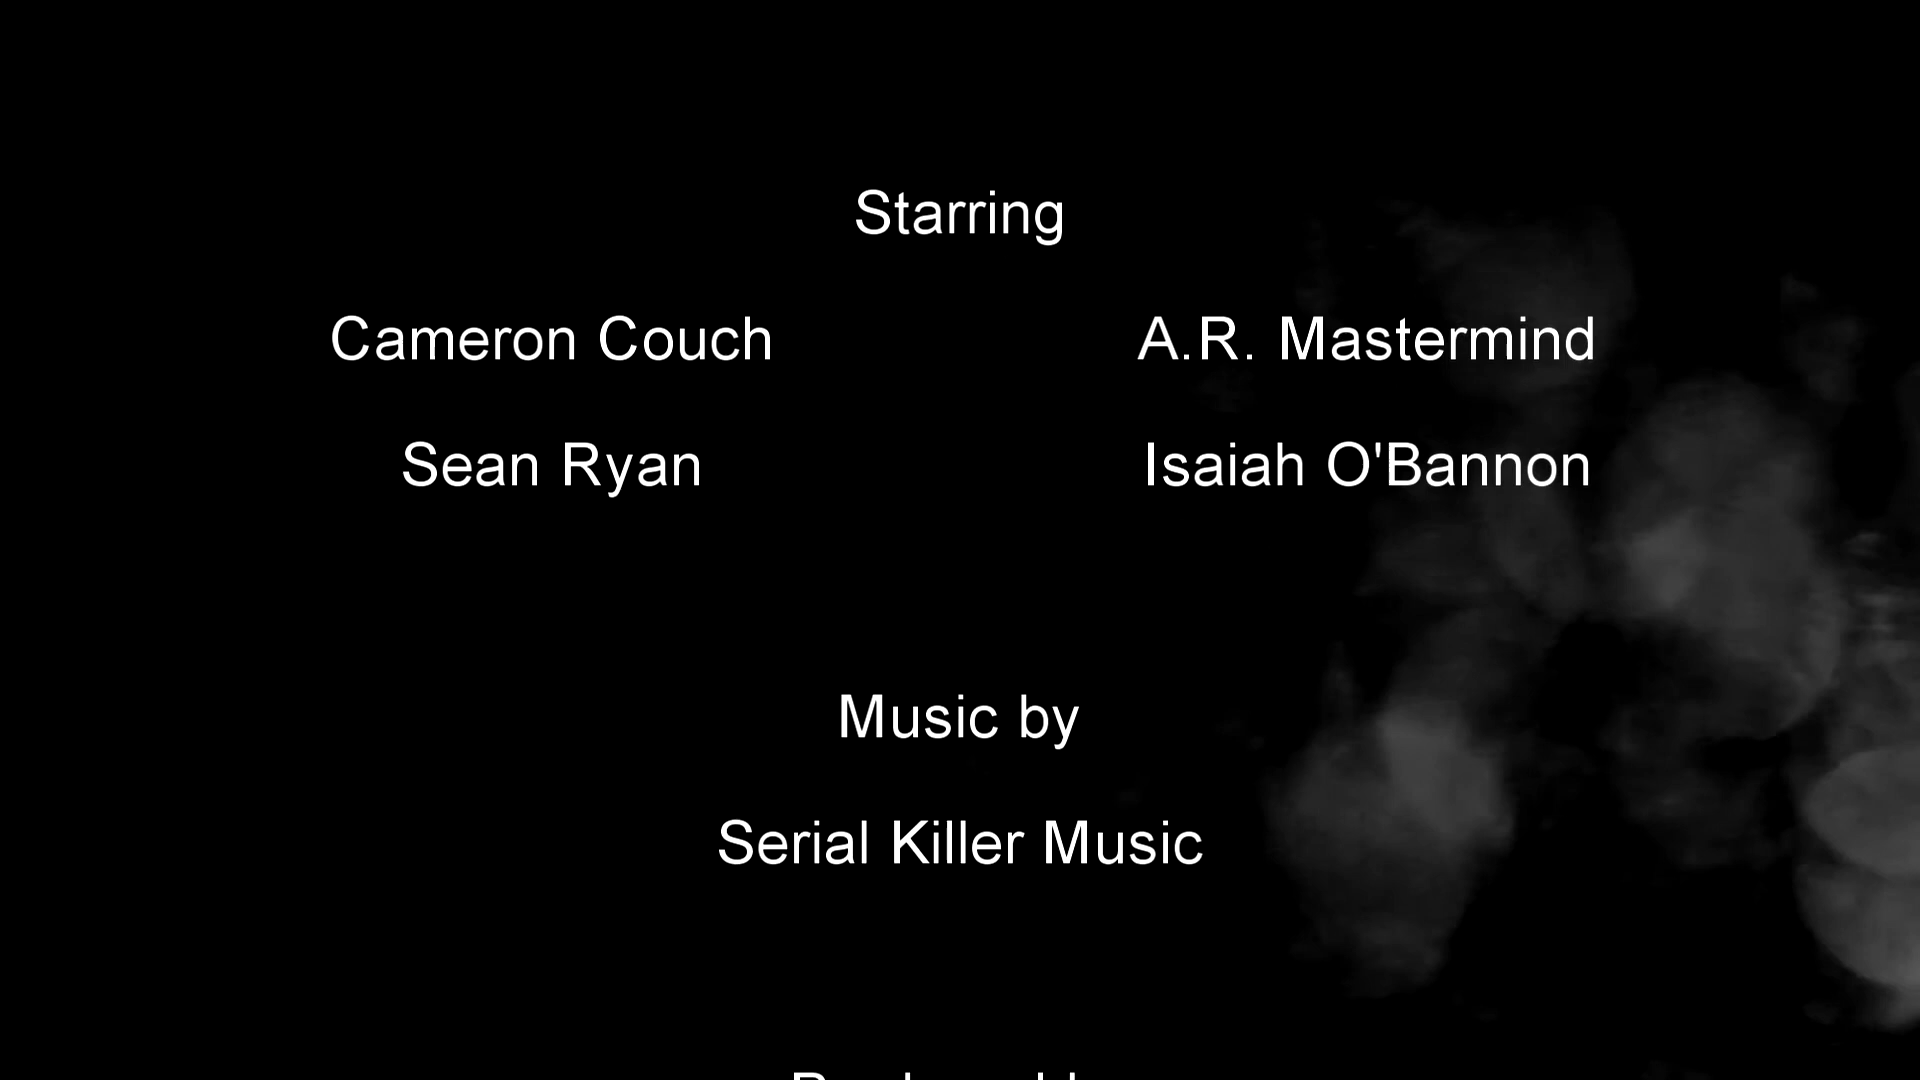 Starring
Cameron Couch A.R. Mastermind
Sean Ryan Isaiah O'Bannon
Music by
Serial Killer Music